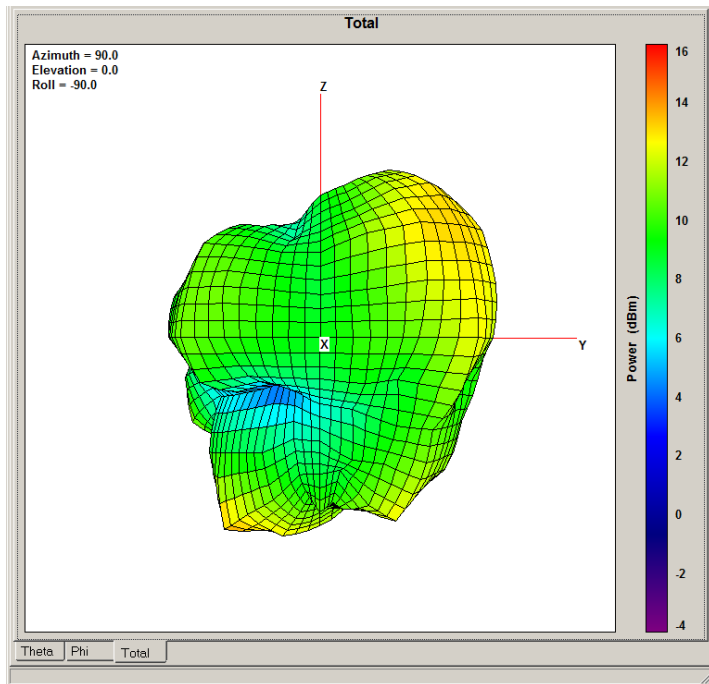 Total
Azimuth = 90.0
Elevation = 0.0
Roll = -90.0
Z
X
Y
16
14
12
10
8
6
4
2
0
-2
-4
Power (dBm)
Theta Phi Total